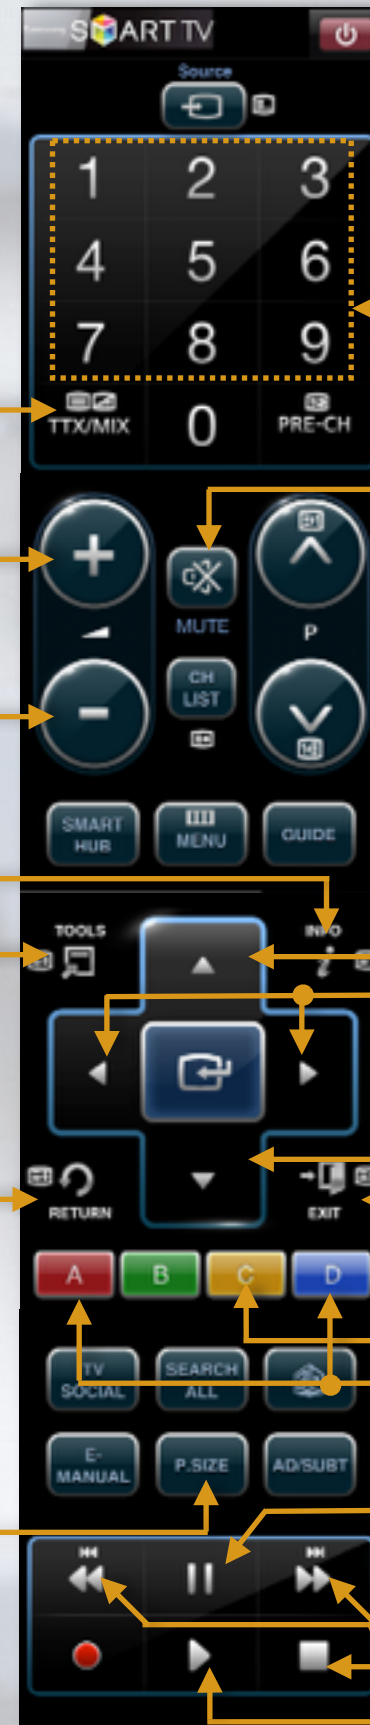 SMART TV
Source
1 2 3
4 5 6
7 8 9
TTX/MIX 0 PRE-CH
MUTE
P
CH
LIST
SMART
HUB
MENU
GUIDE
TOOLS
INFO
RETURN
EXIT
A B C D
TV
SOCIAL
SEARCH
ALL
E-
MANUAL
P.SIZE
AD/SUBT